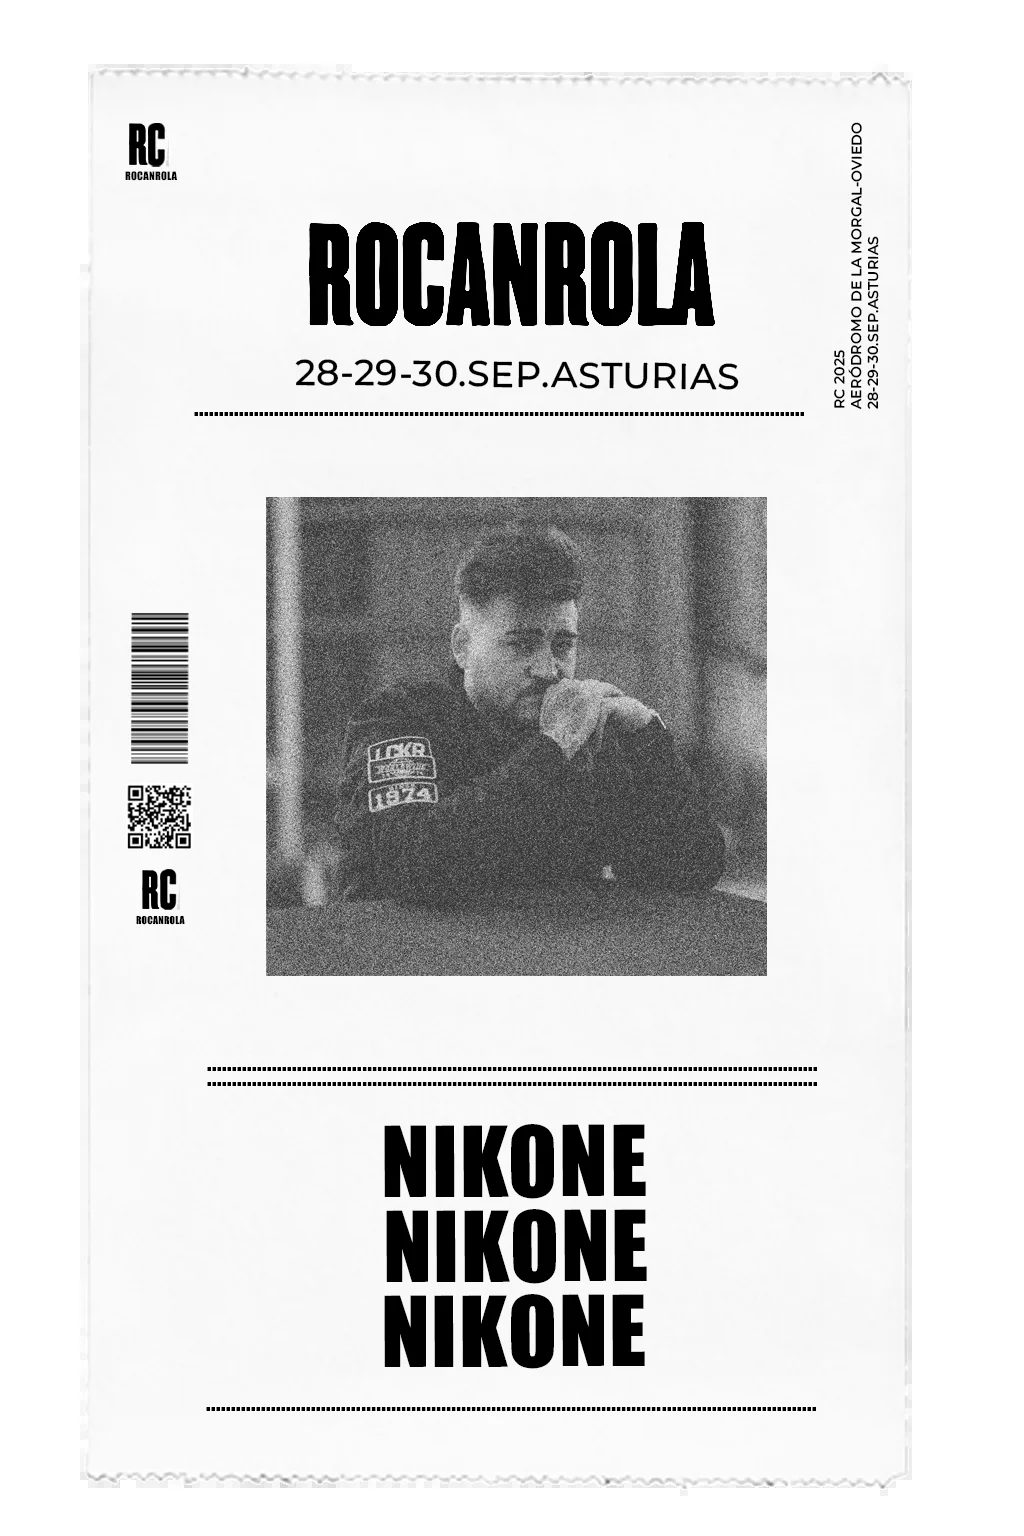 RC
ROCANROLA
ROCANROLA
28-29-30.SEP.ASTURIAS
RC 2025
AERÓDROMO DE LA MORGAL-OVIEDO
28-29-30.SEP.ASTURIAS
LCKR
1974
RC
ROCANROLA
NIKONE
NIKONE
NIKONE